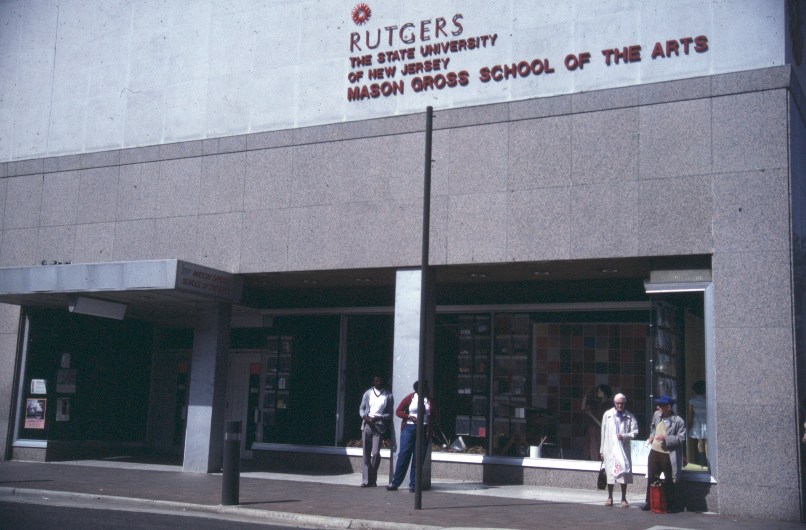 RUTGERS
THE STATE UNIVERSITY
OF NEW JERSEY
MASON GROSS SCHOOL OF THE ARTS